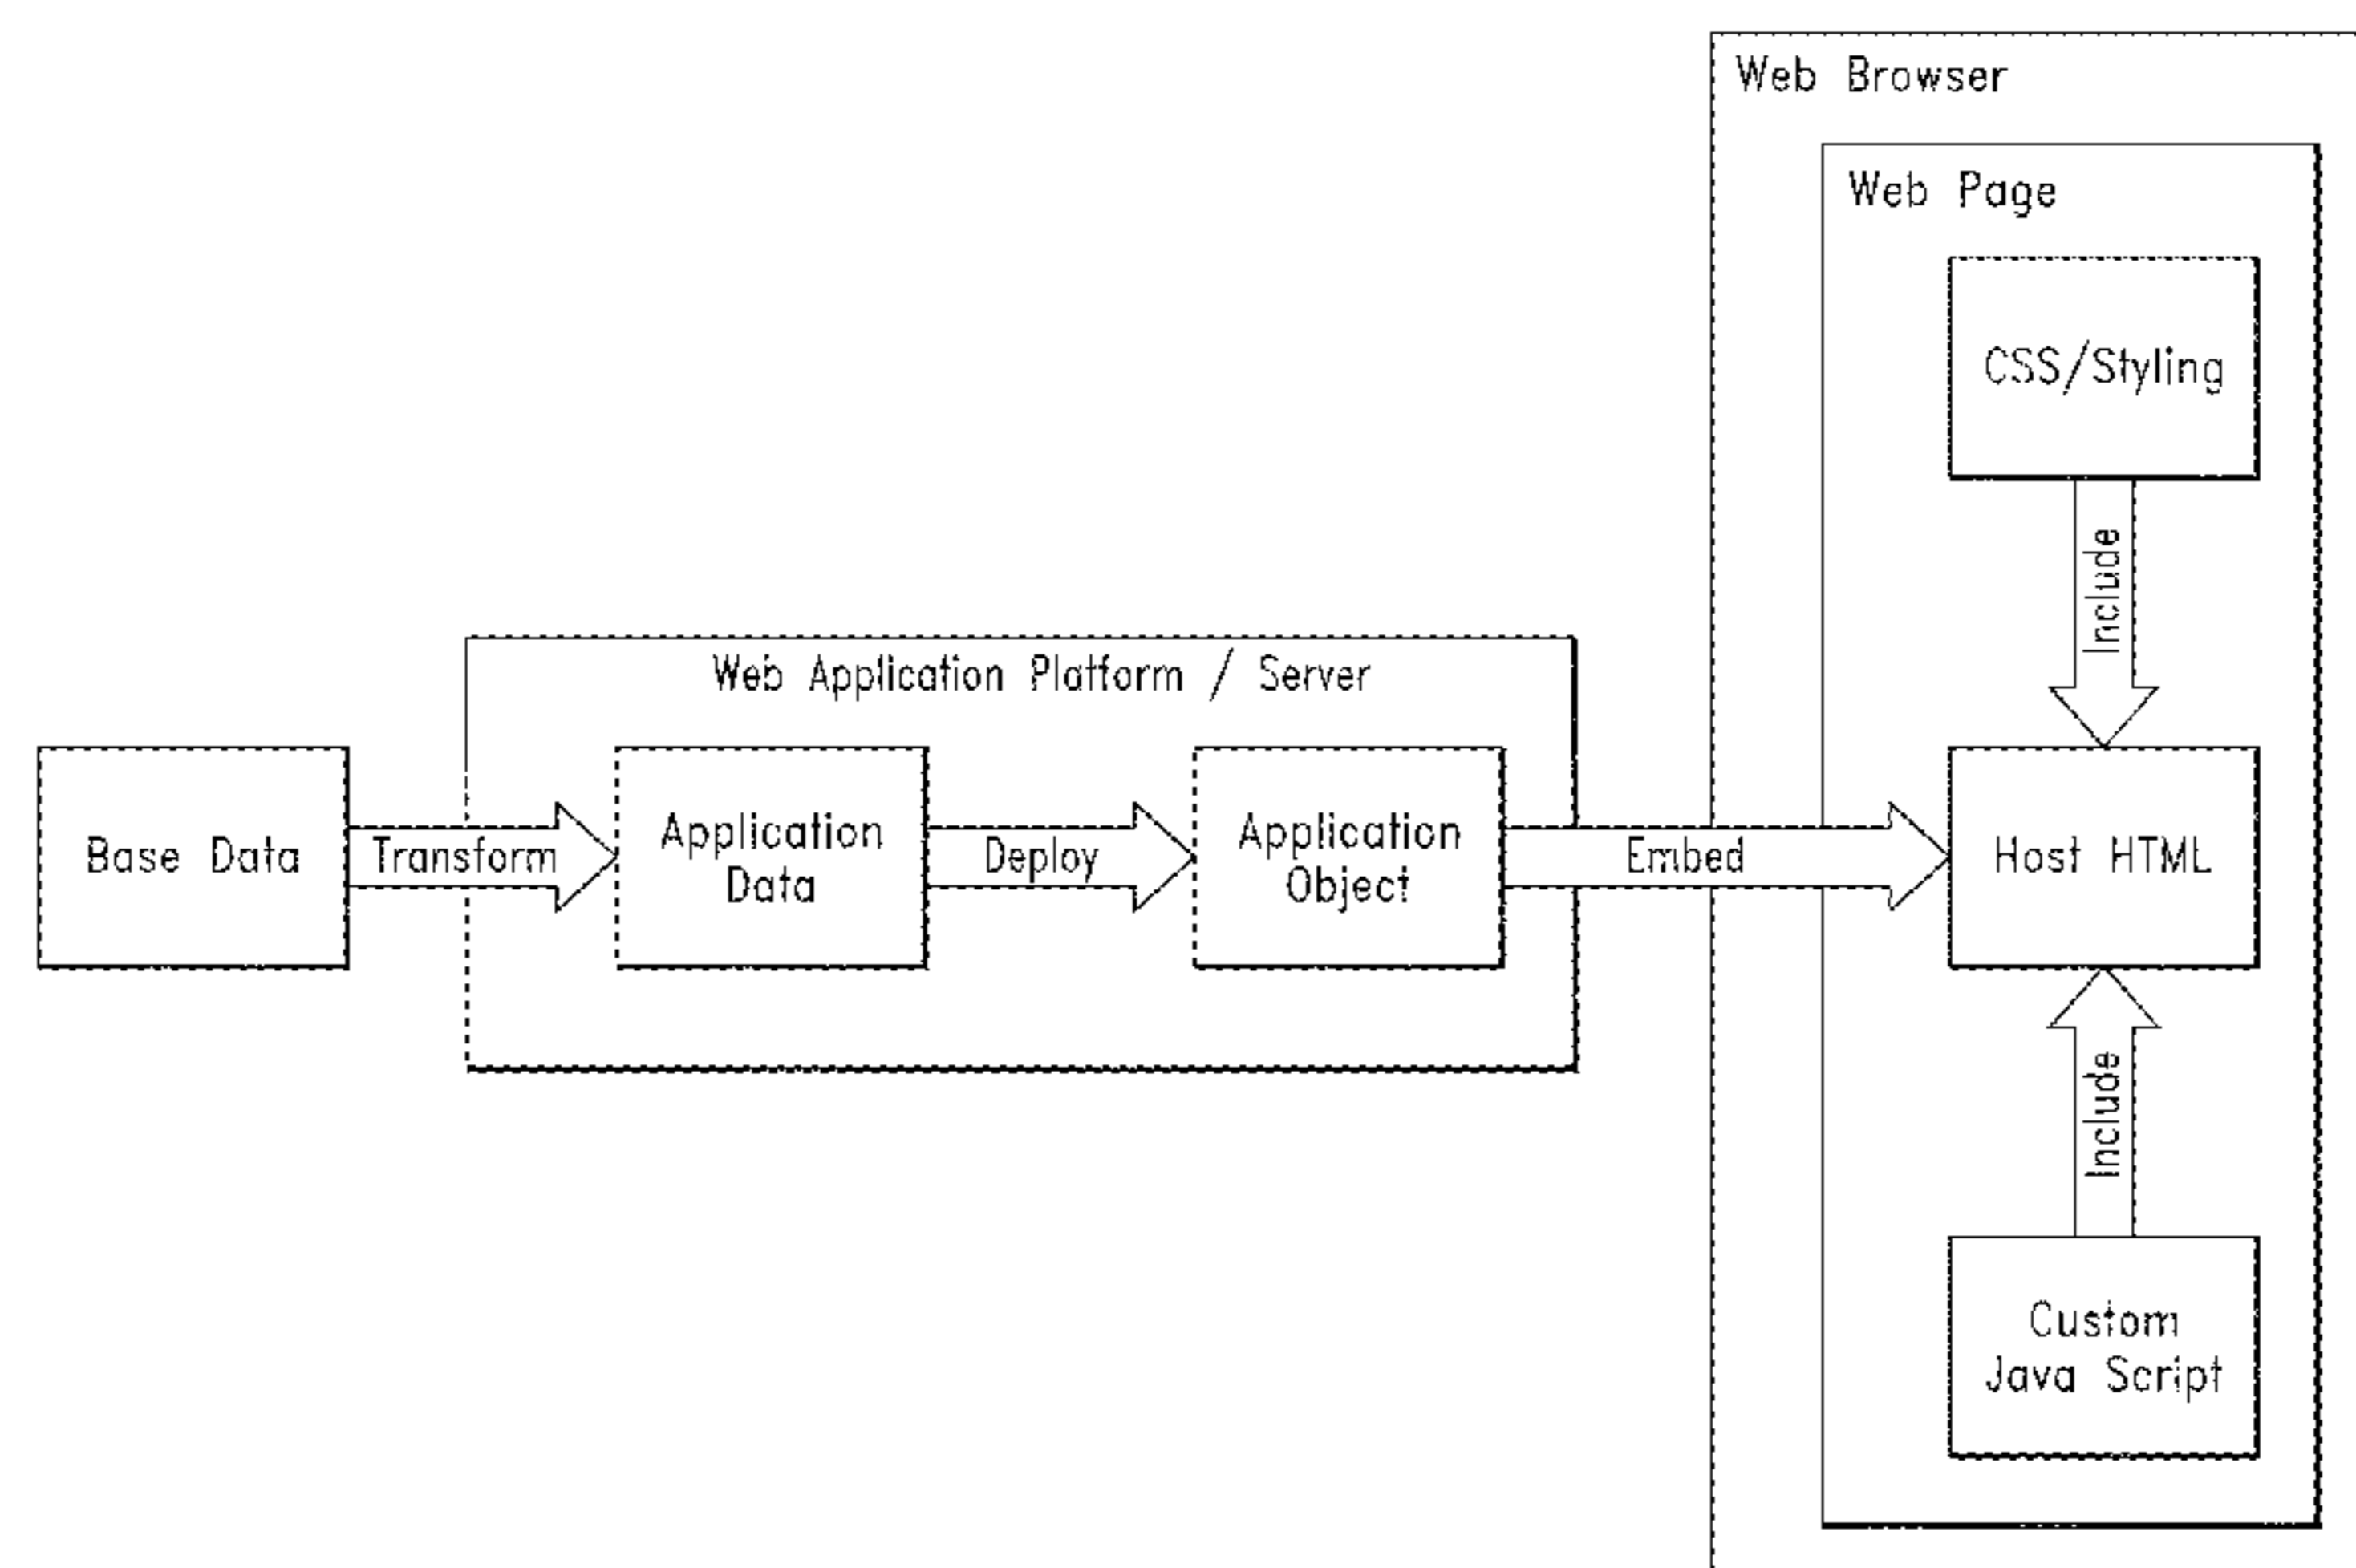 Web Browser
Web Page
CSS/Styling
Include
Web Application Platform / Server
Base Data
Transform
Application
Data
Deploy
Application
Object
Embed
Host HTML
Include
Custom
Java Script